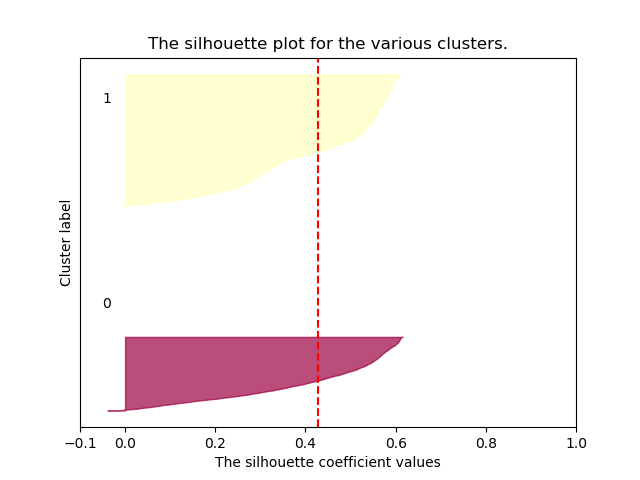 The silhouette plot for the various clusters.
1
0
Cluster label
−0.1 0.0 0.2 0.4 0.6 0.8 1.0
The silhouette coefficient values